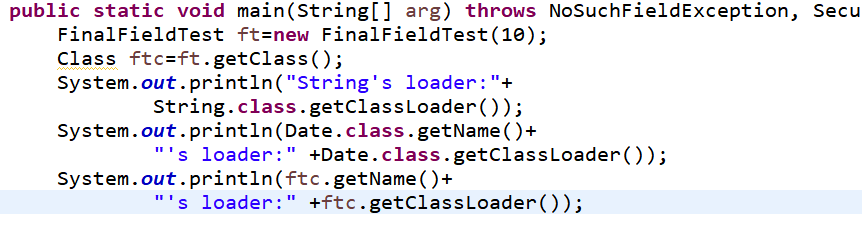 public static void main(String[] arg) throws NoSuchFieldException, Secu
FinalFieldTest ft=new FinalFieldTest(10);
Class ftc=ft.getClass();
System.out.println("String's loader:"+
String.class.getClassLoader());
System.out.println(Date.class.getName()+
"'s loader:" +Date.class.getClassLoader());
System.out.println(ftc.getName()+
"'s loader:" +ftc.getClassLoader());